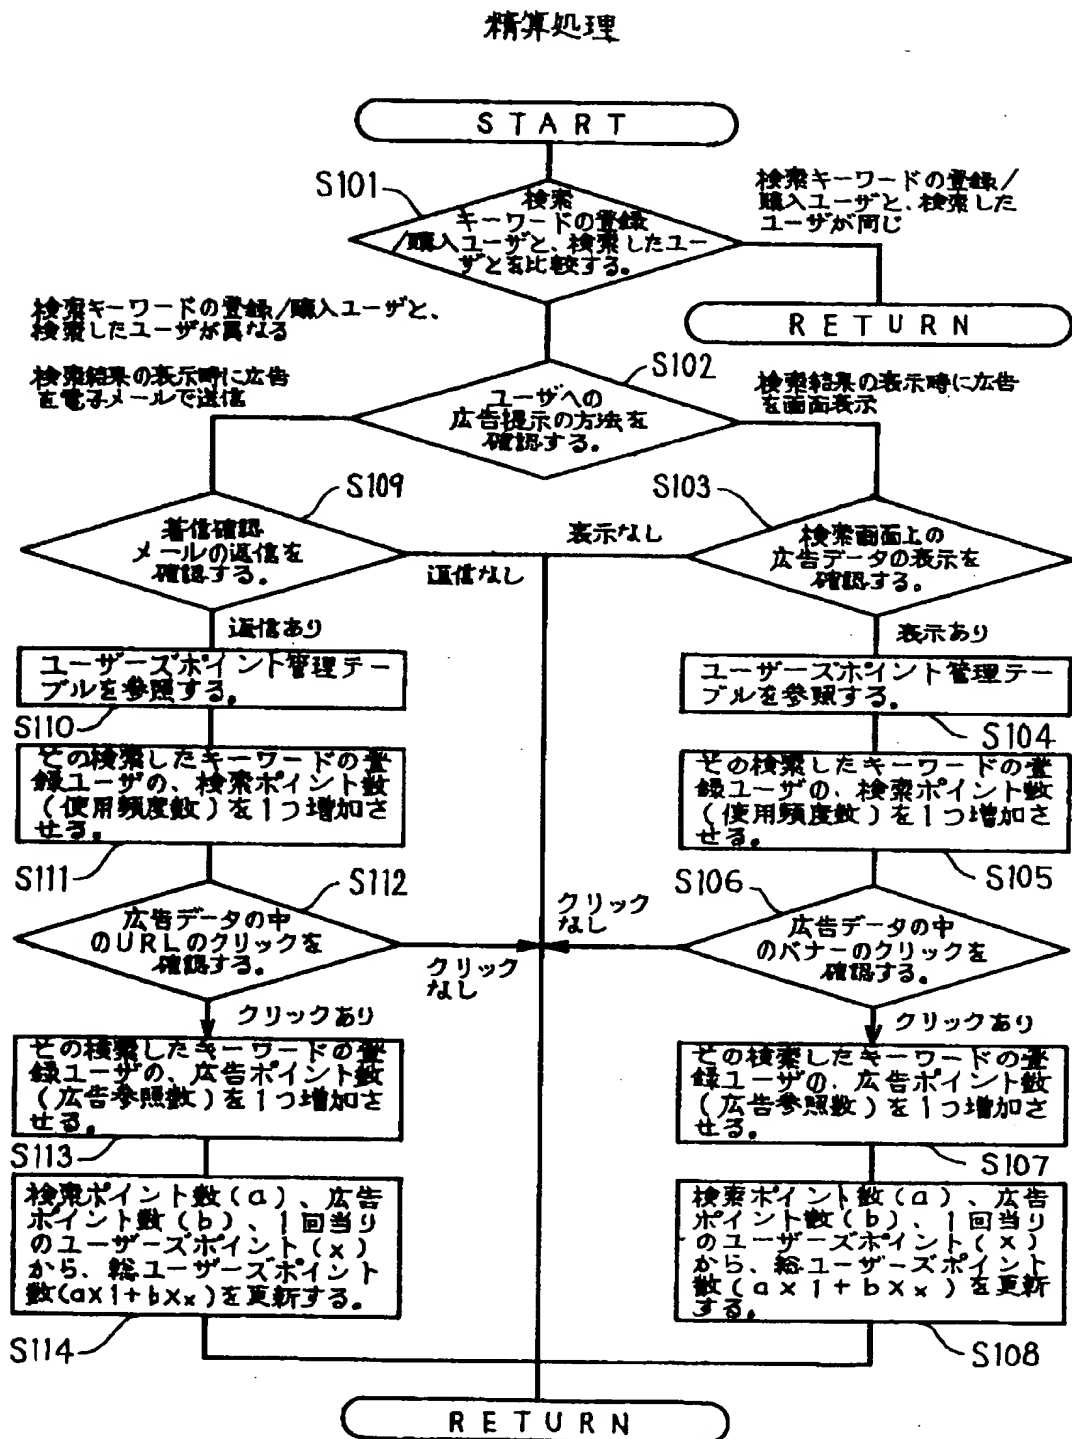 精算処理
START
S101
検索
キーワードの登録
/購入ユーザと、検索したユー
ザとを比較する。
検索キーワードの登録/
購入ユーザと、検索した
ユーザが同じ
RETURN
検索キーワードの登録/購入ユーザと、
検索したユーザが異なる
S102
ユーザへの
広告提示の方法を
確認する。
検索結果の表示時に広告
を電子メールで送信
検索結果の表示時に広告
を画面表示
S109
着信確認
メールの返信を
確認する。
返信なし
返信あり
S103
検索画面上の
広告データの表示を
確認する。
表示なし
表示あり
ユーザーズポイント管理テー
ブルを参照する。
S110
ユーザーズポイント管理テー
ブルを参照する。
S104
その検索したキーワードの登
録ユーザの、検索ポイント数
(使用頻度数)を1つ増加さ
せる。
S111
その検索したキーワードの登
録ユーザの、検索ポイント数
(使用頻度数)を1つ増加さ
せる。
S105
S112
広告データの中
のURLのクリックを
確認する。
クリック
なし
クリックあり
S106
広告データの中
のバナーのクリックを
確認する。
クリック
なし
クリックあり
その検索したキーワードの登
録ユーザの、広告ポイント数
(広告参照数)を1つ増加さ
せる。
S113
その検索したキーワードの登
録ユーザの、広告ポイント数
(広告参照数)を1つ増加さ
せる。
S107
検索ポイント数(a)、広告
ポイント数(b)、1回当り
のユーザーズポイント(x)
から、総ユーザーズポイント
数(a×1+b×x)を更新する。
S114
検索ポイント数(a)、広告
ポイント数(b)、1回当り
のユーザーズポイント(x)
から、総ユーザーズポイント
数(a×1+b×x)を更新
する。
S108
RETURN